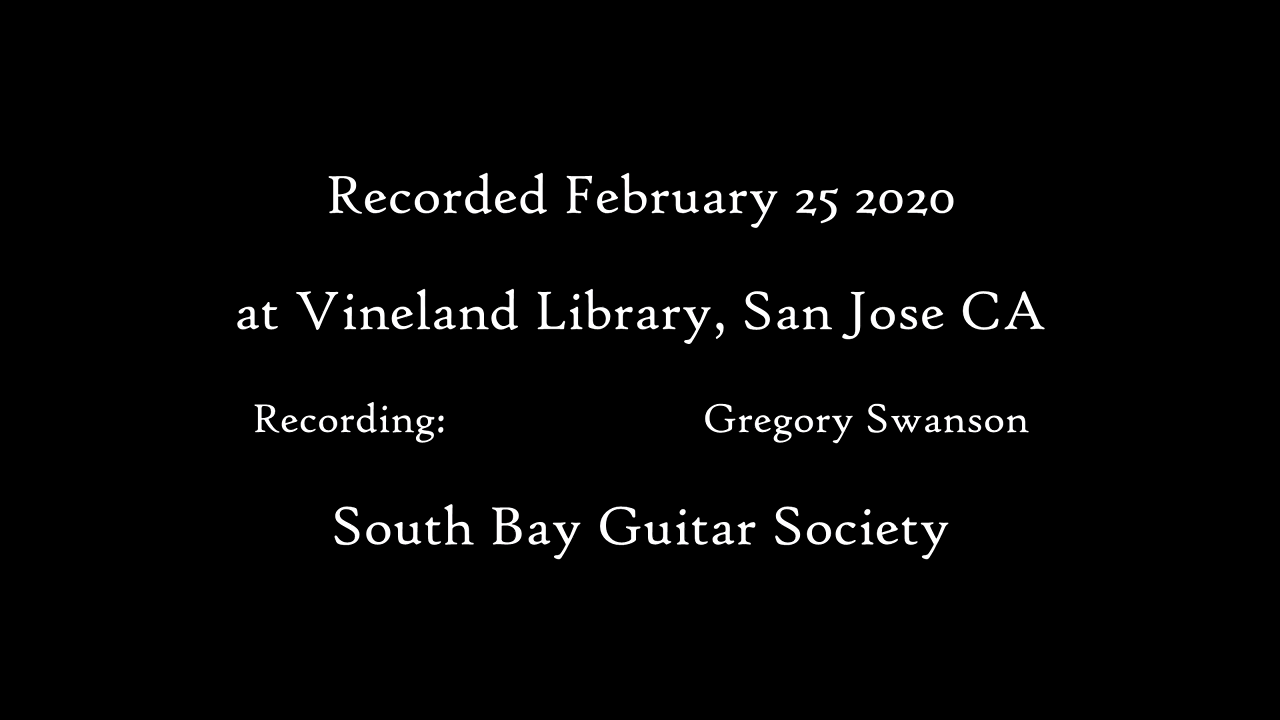 Recorded February 25 2020
at Vineland Library, San Jose CA
Recording: Gregory Swanson
South Bay Guitar Society